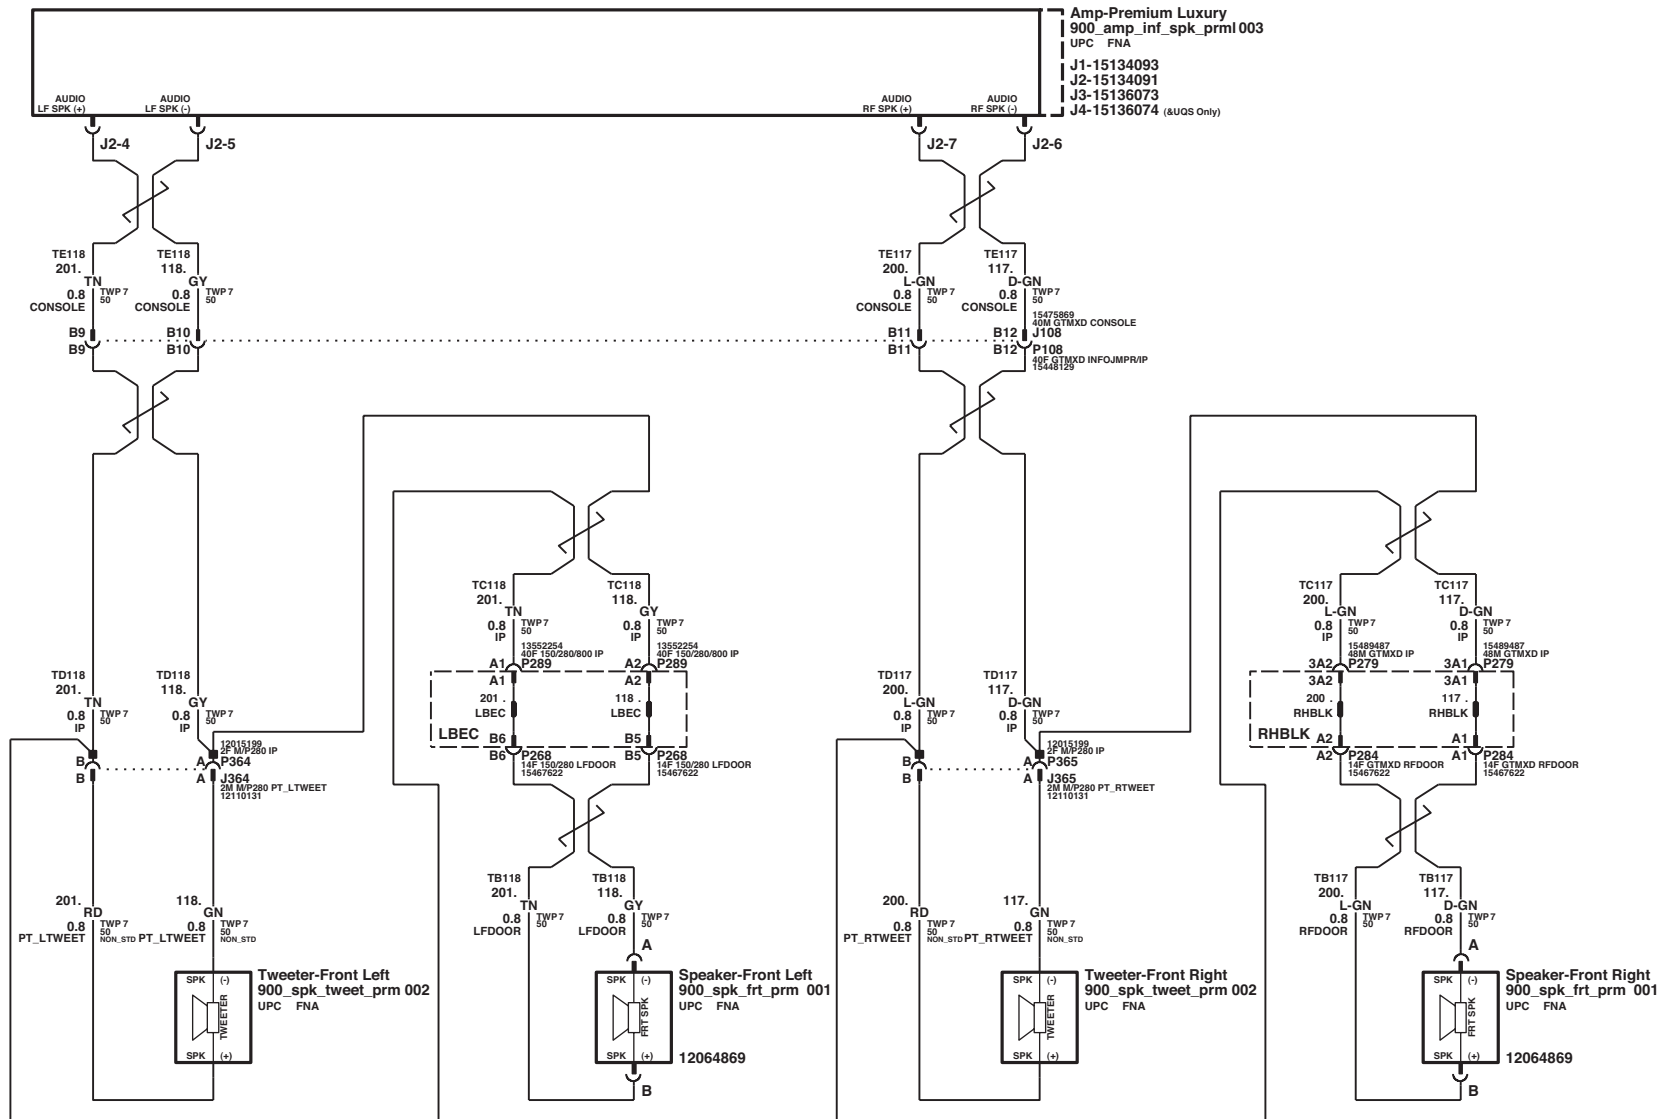 Amp-Premium Luxury
900_amp_inf_spk_prml 003
UPC FNA
J1-15134093
J2-15134091
J3-15136073
J4-15136074 (&UQS Only)
AUDIO
LF SPK (+)
AUDIO
LF SPK (-)
AUDIO
RF SPK (+)
AUDIO
RF SPK (-)
J2-4
J2-5
J2-7
J2-6
TE118
201.
TN
0.8
TWP 7
50
CONSOLE
TE118
118.
GY
0.8
TWP 7
50
CONSOLE
TE117
200.
L-GN
0.8
TWP 7
50
CONSOLE
TE117
117.
D-GN
0.8
TWP 7
50
CONSOLE
15475869
40M GTMXD CONSOLE
B9
B10
B11
B12
J108
B9
B10
B11
B12
P108
40F GTMXD INFOJMPR/IP
15448129
TC118
201.
TN
0.8
TWP 7
50
IP
TC118
118.
GY
0.8
TWP 7
50
IP
13552254
40F 150/280/800 IP
13552254
40F 150/280/800 IP
A1
P289
A2
P289
A1
A2
201 .
LBEC
118 .
LBEC
LBEC
B6
B5
B6
P268
B5
P268
14F 150/280 LFDOOR
15467622
14F 150/280 LFDOOR
15467622
TC117
200.
L-GN
0.8
TWP 7
50
IP
TC117
117.
D-GN
0.8
TWP 7
50
IP
15489487
48M GTMXD IP
15489487
48M GTMXD IP
3A2
P279
3A1
P279
3A2
3A1
200 .
RHBLK
117 .
RHBLK
RHBLK
A2
A1
A2
P284
A1
P284
14F GTMXD RFDOOR
15467622
14F GTMXD RFDOOR
15467622
TD118
201.
TN
0.8
TWP 7
50
IP
TD118
118.
GY
0.8
TWP 7
50
IP
12015199
2F M/P280 IP
B
A
P364
B
A
J364
2M M/P280 PT_LTWEET
12110131
TD117
200.
L-GN
0.8
TWP 7
50
IP
TD117
117.
D-GN
0.8
TWP 7
50
IP
12015199
2F M/P280 IP
B
A
P365
B
A
J365
2M M/P280 PT_RTWEET
12110131
201.
RD
0.8
TWP 7
50
PT_LTWEET
NON_STD
118.
GN
0.8
TWP 7
50
PT_LTWEET
NON_STD
TB118
201.
TN
0.8
TWP 7
50
LFDOOR
TB118
118.
GY
0.8
TWP 7
50
LFDOOR
A
200.
RD
0.8
TWP 7
50
PT_RTWEET
NON_STD
117.
GN
0.8
TWP 7
50
PT_RTWEET
NON_STD
TB117
200.
L-GN
0.8
TWP 7
50
RFDOOR
TB117
117.
D-GN
0.8
TWP 7
50
RFDOOR
A
SPK (-)
TWEETER
SPK (+)
Tweeter-Front Left
900_spk_tweet_prm 002
UPC FNA
SPK (-)
FRT SPK
SPK (+)
Speaker-Front Left
900_spk_frt_prm 001
UPC FNA
12064869
B
SPK (-)
TWEETER
SPK (+)
Tweeter-Front Right
900_spk_tweet_prm 002
UPC FNA
SPK (-)
FRT SPK
SPK (+)
Speaker-Front Right
900_spk_frt_prm 001
UPC FNA
12064869
B